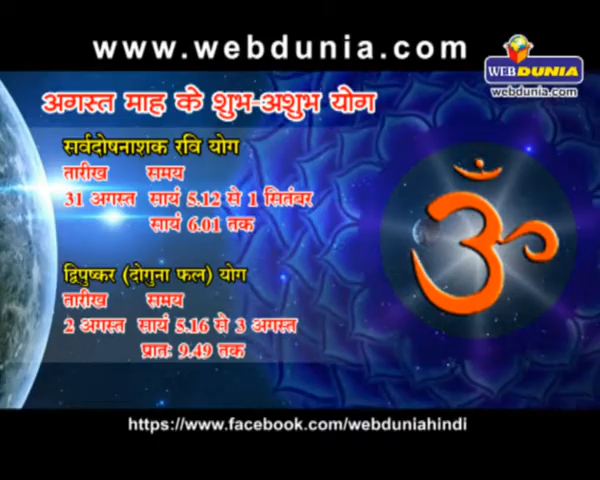 www.webdunia.com
WEBDUNIA
webdunia.com
अगस्त माह के शुभ-अशुभ योग
सर्वदोषनाशक रवि योग
तारीख समय
31 अगस्त सायं 5.12 से 1 सितंबर
सायं 6.01 तक
ॐ
द्विपुष्कर (दोगुना फल) योग
तारीख समय
2 अगस्त सायं 5.16 से 3 अगस्त
प्रातः 9.49 तक
https://www.facebook.com/webduniahindi